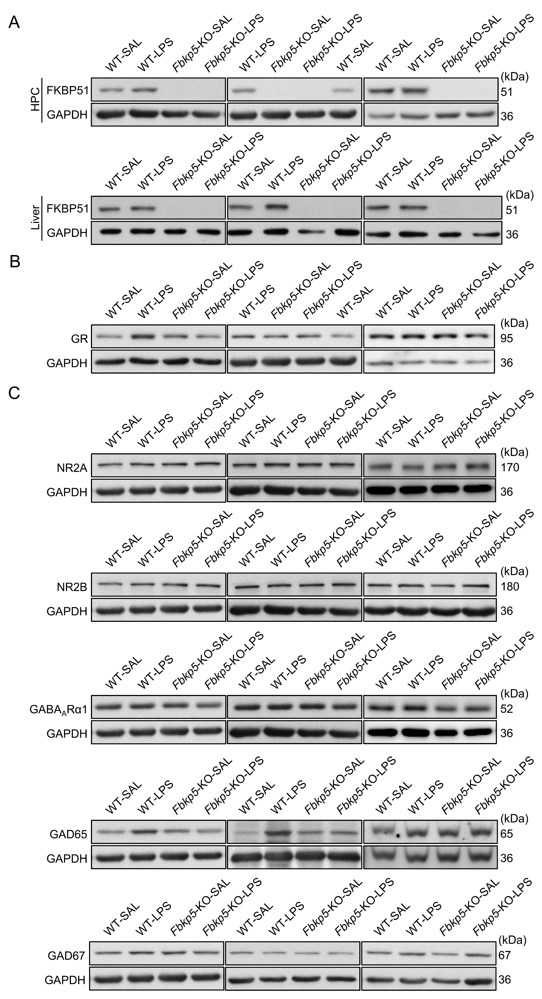 A
WT-SAL WT-LPS Fbkp5-KO-SAL Fbkp5-KO-LPS WT-LPS Fbkp5-KO-SAL Fbkp5-KO-LPS WT-SAL WT-SAL WT-LPS Fbkp5-KO-SAL Fbkp5-KO-LPS
(kDa)
HPC
FKBP51 51
GAPDH 36
WT-SAL WT-LPS Fbkp5-KO-SAL Fbkp5-KO-LPS WT-SAL WT-LPS Fbkp5-KO-SAL Fbkp5-KO-LPS WT-SAL WT-LPS Fbkp5-KO-SAL Fbkp5-KO-LPS
(kDa)
Liver
FKBP51 51
GAPDH 36
B
WT-SAL WT-LPS Fbkp5-KO-SAL Fbkp5-KO-LPS WT-LPS Fbkp5-KO-SAL Fbkp5-KO-LPS WT-SAL WT-SAL WT-LPS Fbkp5-KO-SAL Fbkp5-KO-LPS
(kDa)
GR 95
GAPDH 36
C
WT-SAL WT-LPS Fbkp5-KO-SAL Fbkp5-KO-LPS WT-SAL WT-LPS Fbkp5-KO-SAL Fbkp5-KO-LPS WT-SAL WT-LPS Fbkp5-KO-SAL Fbkp5-KO-LPS
(kDa)
NR2A 170
GAPDH 36
WT-SAL WT-LPS Fbkp5-KO-SAL Fbkp5-KO-LPS WT-SAL WT-LPS Fbkp5-KO-SAL Fbkp5-KO-LPS WT-SAL WT-LPS Fbkp5-KO-SAL Fbkp5-KO-LPS
(kDa)
NR2B 180
GAPDH 36
WT-SAL WT-LPS Fbkp5-KO-SAL Fbkp5-KO-LPS WT-SAL WT-LPS Fbkp5-KO-SAL Fbkp5-KO-LPS WT-SAL WT-LPS Fbkp5-KO-SAL Fbkp5-KO-LPS
(kDa)
GABAARα1 52
GAPDH 36
WT-SAL WT-LPS Fbkp5-KO-SAL Fbkp5-KO-LPS WT-SAL WT-LPS Fbkp5-KO-SAL Fbkp5-KO-LPS WT-SAL WT-LPS Fbkp5-KO-SAL Fbkp5-KO-LPS
(kDa)
GAD65 65
GAPDH 36
WT-SAL WT-LPS Fbkp5-KO-SAL Fbkp5-KO-LPS WT-SAL WT-LPS Fbkp5-KO-SAL Fbkp5-KO-LPS WT-SAL WT-LPS Fbkp5-KO-SAL Fbkp5-KO-LPS
(kDa)
GAD67 67
GAPDH 36